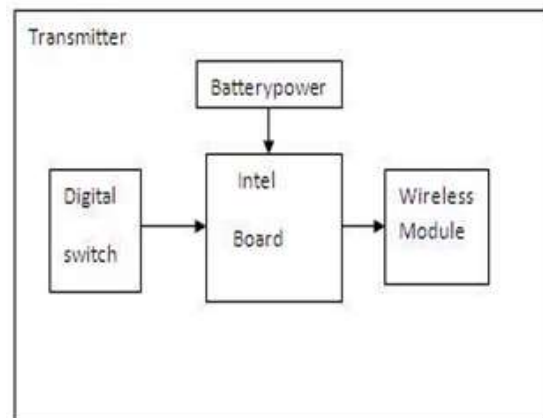 Transmitter
Batterypower
Digital
switch
Intel
Board
Wireless
Module